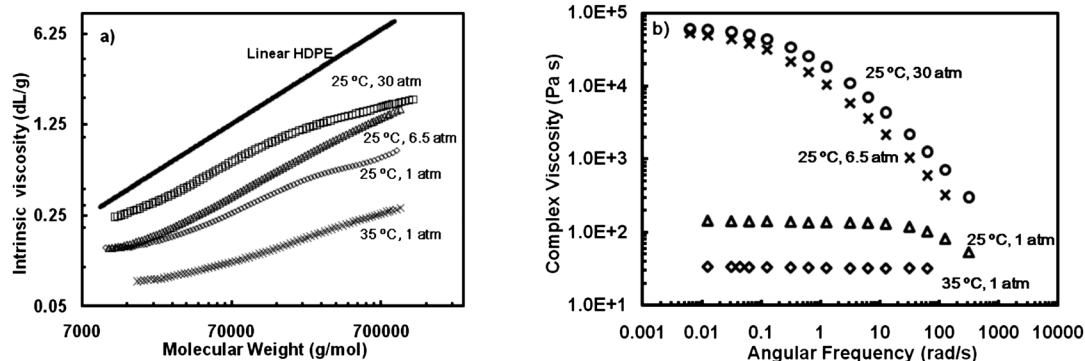 a)
Intrinsic viscosity (dL/g)
6.25
1.25
0.25
0.05
Linear HDPE
25 ºC, 30 atm
25 ºC, 6.5 atm
25 ºC, 1 atm
35 ºC, 1 atm
7000 70000 700000
Molecular Weight (g/mol)
b)
Complex Viscosity (Pa s)
1.0E+5
1.0E+4
1.0E+3
1.0E+2
1.0E+1
25 ºC, 30 atm
25 ºC, 6.5 atm
25 ºC, 1 atm
35 ºC, 1 atm
0.001 0.01 0.1 1 10 100 1000 10000
Angular Frequency (rad/s)